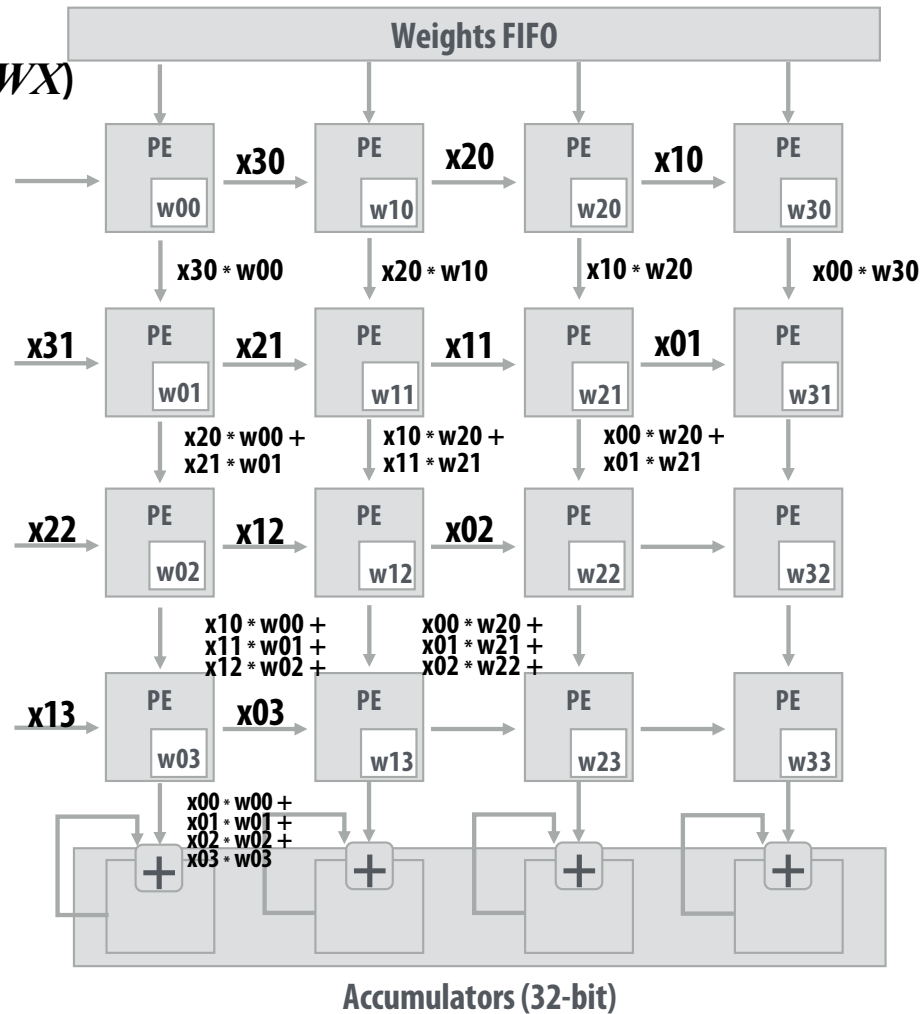 Weights FIFO
WX)
PE
PE
PE
PE
x30
x20
x10
w00
w10
w20
w30
x30 * w00
x20 * w10
x10 * w20
x00 * w30
PE
PE
PE
PE
x31
x21
x11
x01
w01
w11
w21
w31
x20 * w00 +
x21 * w01
x10 * w20 +
x11 * w21
x00 * w20 +
x01 * w21
PE
PE
PE
PE
x22
x12
x02
w02
w12
w22
w32
x10 * w00 +
x11 * w01 +
x12 * w02 +
x00 * w20 +
x01 * w21 +
x02 * w22 +
PE
PE
PE
PE
x13
x03
w03
w13
w23
w33
x00 * w00 +
x01 * w01 +
x02 * w02 +
x03 * w03
+
+
+
+
Accumulators (32-bit)